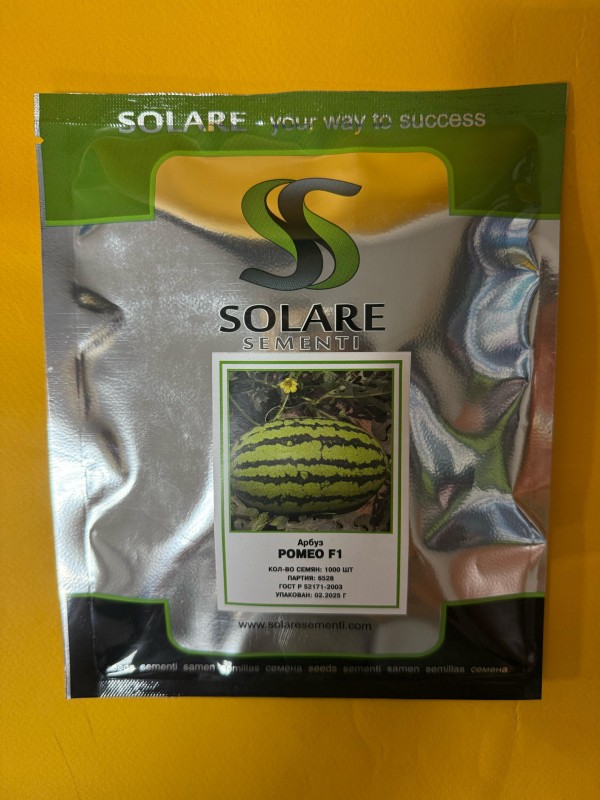 SOLARE - your way to success
SOLARE
SEMENTI
Арбуз
РОМЕО F1
КОЛ-ВО СЕМЯН: 1000 ШТ
ПАРТИЯ: 6528
ГОСТ Р 52171-2003
УПАКОВАН: 02.2025 Г
www.solaresementi.com
seeds sementi samen semillas семена seeds sementi samen semillas семена